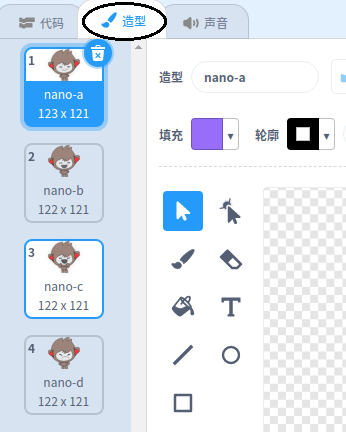 代码 造型 声音
1
nano-a
123 x 121
2
nano-b
122 x 121
3
nano-c
122 x 121
4
nano-d
122 x 121
造型 nano-a
填充 轮廓
T